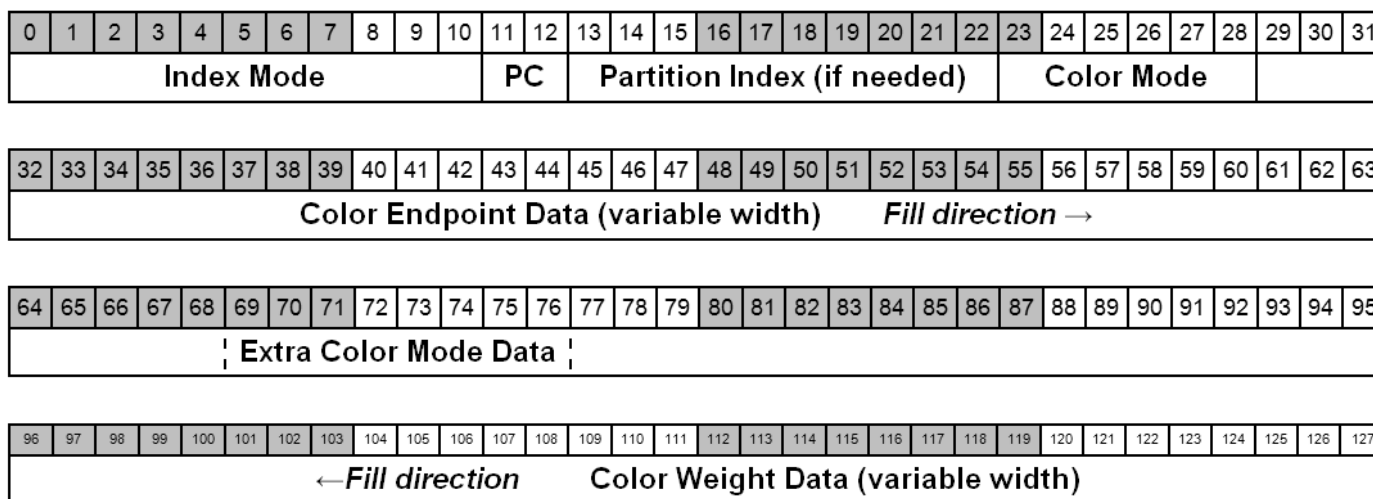 0 1 2 3 4 5 6 7 8 9 10 11 12 13 14 15 16 17 18 19 20 21 22 23 24 25 26 27 28 29 30 31
Index Mode PC Partition Index (if needed) Color Mode
32 33 34 35 36 37 38 39 40 41 42 43 44 45 46 47 48 49 50 51 52 53 54 55 56 57 58 59 60 61 62 63
Color Endpoint Data (variable width) Fill direction →
64 65 66 67 68 69 70 71 72 73 74 75 76 77 78 79 80 81 82 83 84 85 86 87 88 89 90 91 92 93 94 95
Extra Color Mode Data
96 97 98 99 100 101 102 103 104 105 106 107 108 109 110 111 112 113 114 115 116 117 118 119 120 121 122 123 124 125 126 127
←Fill direction Color Weight Data (variable width)